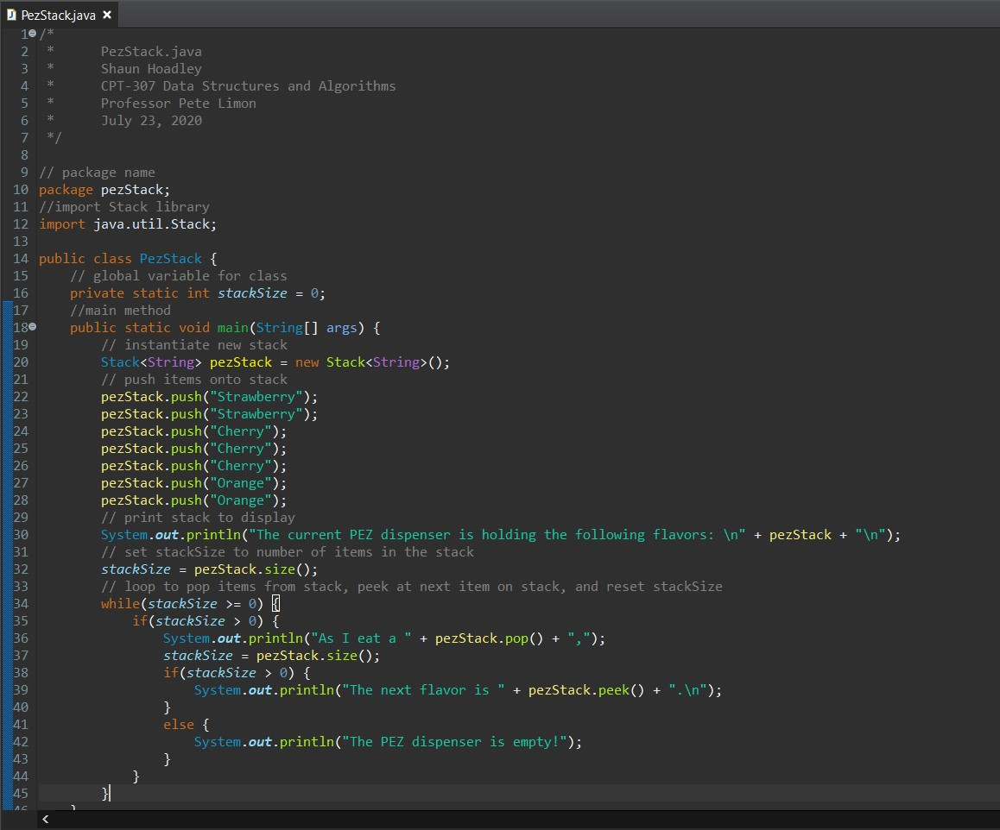 PezStack.java ×
1 /*
2  *      PezStack.java
3  *      Shaun Hoadley
4  *      CPT-307 Data Structures and Algorithms
5  *      Professor Pete Limon
6  *      July 23, 2020
7  */
8
9 // package name
10 package pezStack;
11 //import Stack library
12 import java.util.Stack;
13
14 public class PezStack {
15     // global variable for class
16     private static int stackSize = 0;
17     //main method
18     public static void main(String[] args) {
19         // instantiate new stack
20         Stack<String> pezStack = new Stack<String>();
21         // push items onto stack
22         pezStack.push("Strawberry");
23         pezStack.push("Strawberry");
24         pezStack.push("Cherry");
25         pezStack.push("Cherry");
26         pezStack.push("Cherry");
27         pezStack.push("Orange");
28         pezStack.push("Orange");
29         // print stack to display
30         System.out.println("The current PEZ dispenser is holding the following flavors: \n" + pezStack + "\n");
31         // set stackSize to number of items in the stack
32         stackSize = pezStack.size();
33         // loop to pop items from stack, peek at next item on stack, and reset stackSize
34         while(stackSize >= 0) {
35             if(stackSize > 0) {
36                 System.out.println("As I eat a " + pezStack.pop() + ",");
37                 stackSize = pezStack.size();
38                 if(stackSize > 0) {
39                     System.out.println("The next flavor is " + pezStack.peek() + ".\n");
40                 }
41                 else {
42                     System.out.println("The PEZ dispenser is empty!");
43                 }
44             }
45         }
46     }